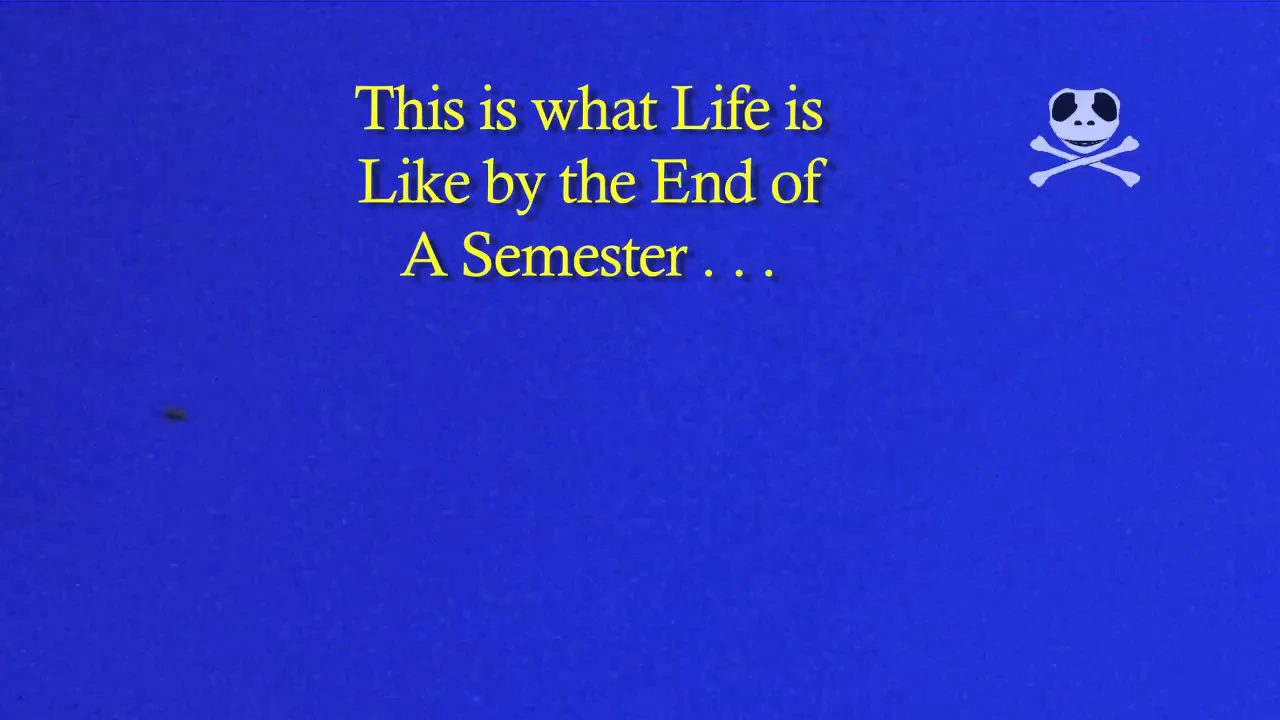 This is what Life is
Like by the End of
A Semester . . .